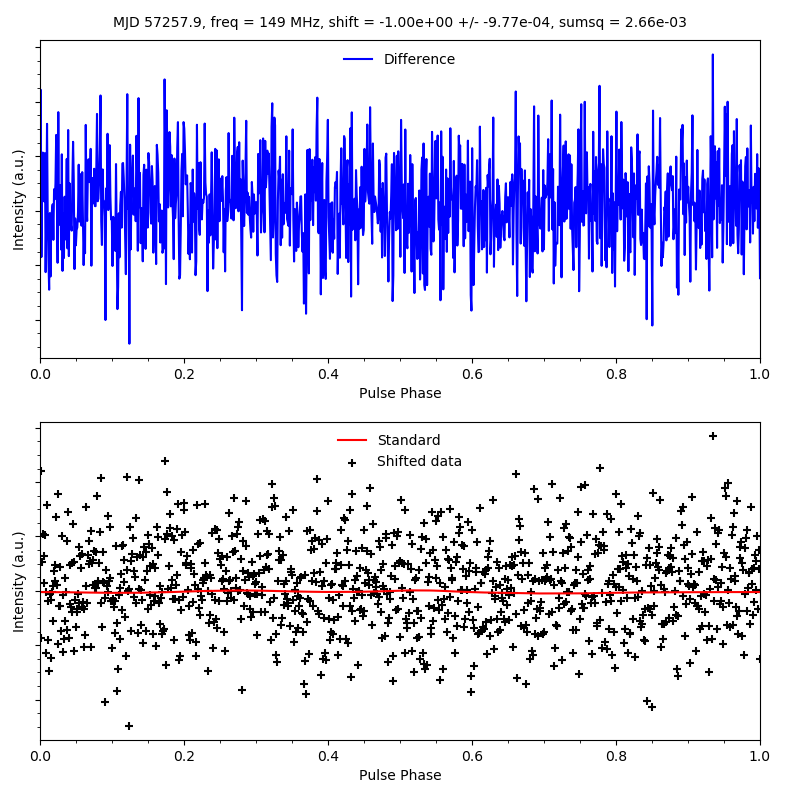 MJD 57257.9, freq = 149 MHz, shift = -1.00e+00 +/- -9.77e-04, sumsq = 2.66e-03
Difference
Intensity (a.u.)
0.0 0.2 0.4 0.6 0.8 1.0
Pulse Phase
Standard
Shifted data
Intensity (a.u.)
0.0 0.2 0.4 0.6 0.8 1.0
Pulse Phase